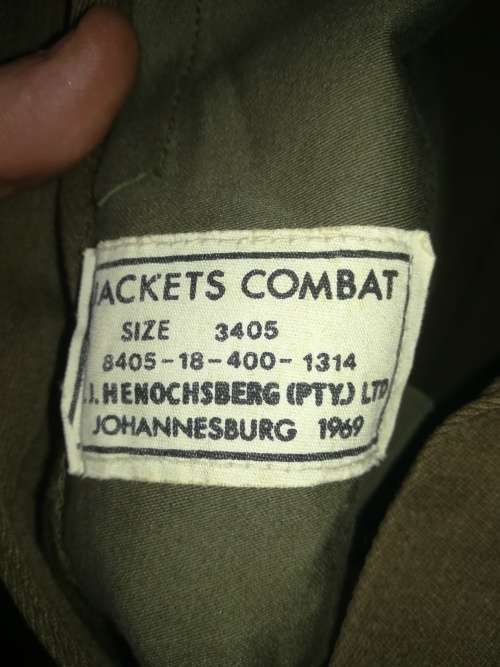 JACKETS COMBAT
SIZE 3405
8405-18-400-1314
I. HENOCHSBERG (PTY.) LTD
JOHANNESBURG 1969